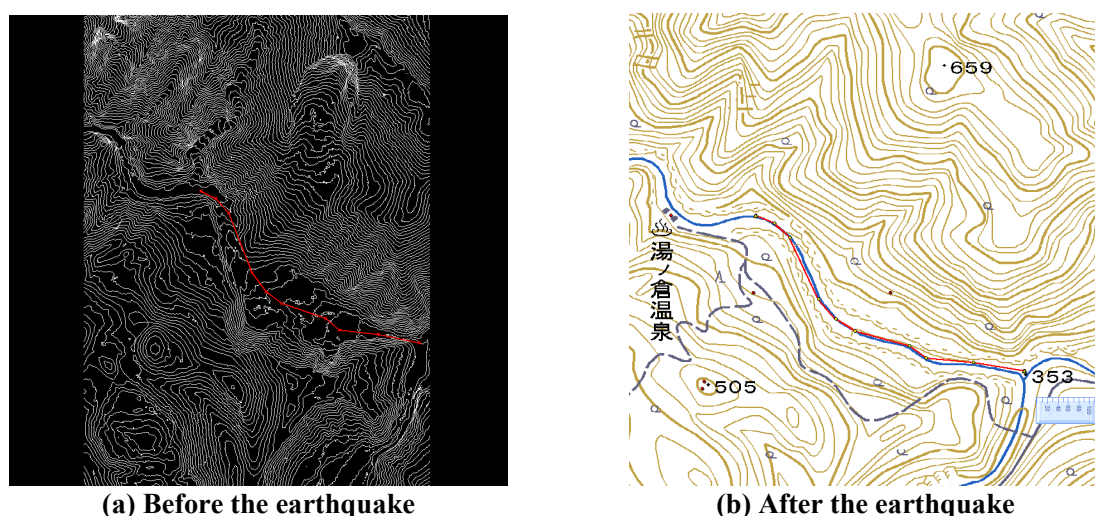 659
湯ノ倉温泉
505
353
(a) Before the earthquake
(b) After the earthquake